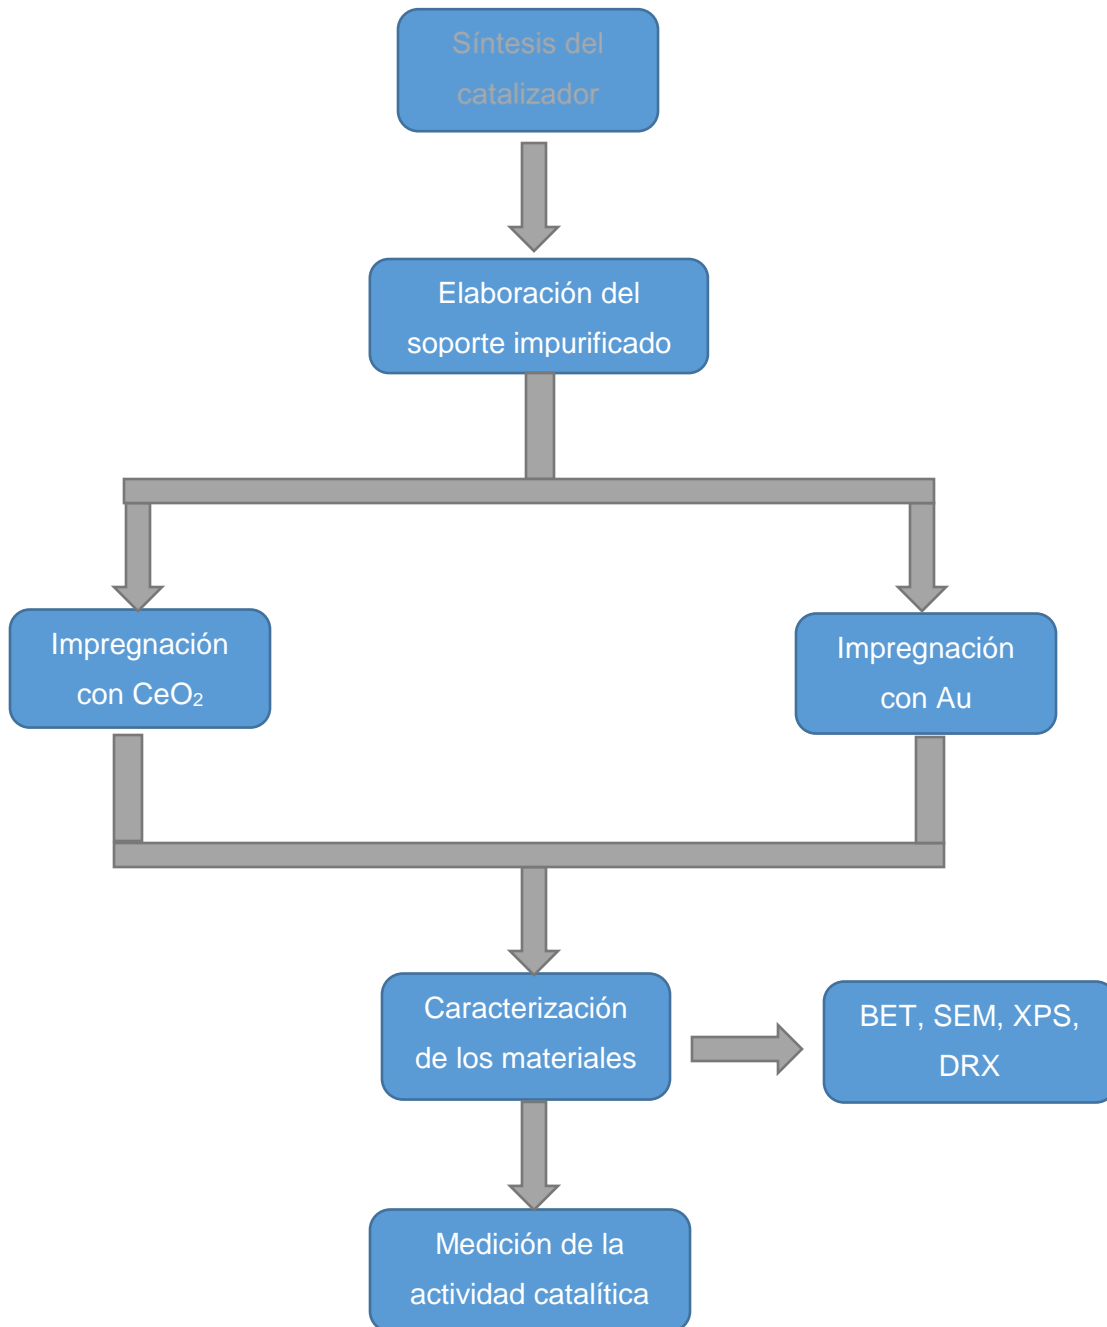 Síntesis del
catalizador
Elaboración del
soporte impurificado
Impregnación
con CeO₂
Impregnación
con Au
Caracterización
de los materiales
BET, SEM, XPS,
DRX
Medición de la
actividad catalítica